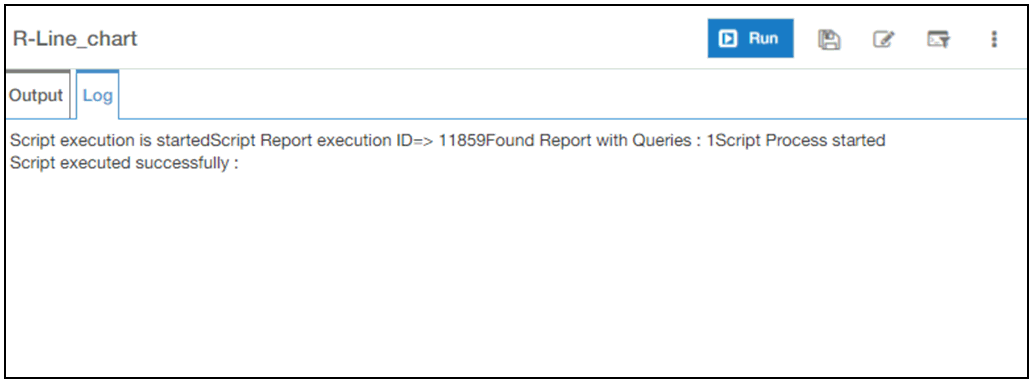 R-Line_chart
Run
Output
Log
Script execution is startedScript Report execution ID=> 11859Found Report with Queries : 1Script Process started
Script executed successfully :